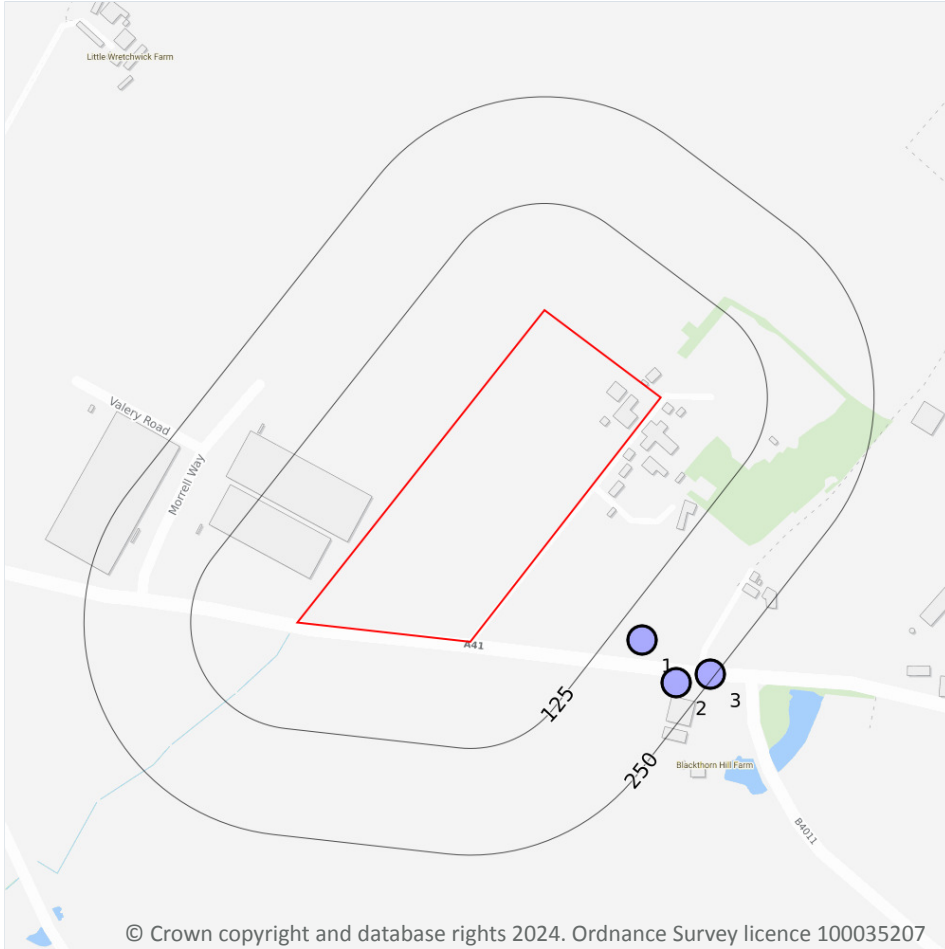 Little Wretchwick Farm
Valery Road
Morrell Way
A41
1
2
3
125
250
Blackthorn Hill Farm
B4011
© Crown copyright and database rights 2024. Ordnance Survey licence 100035207